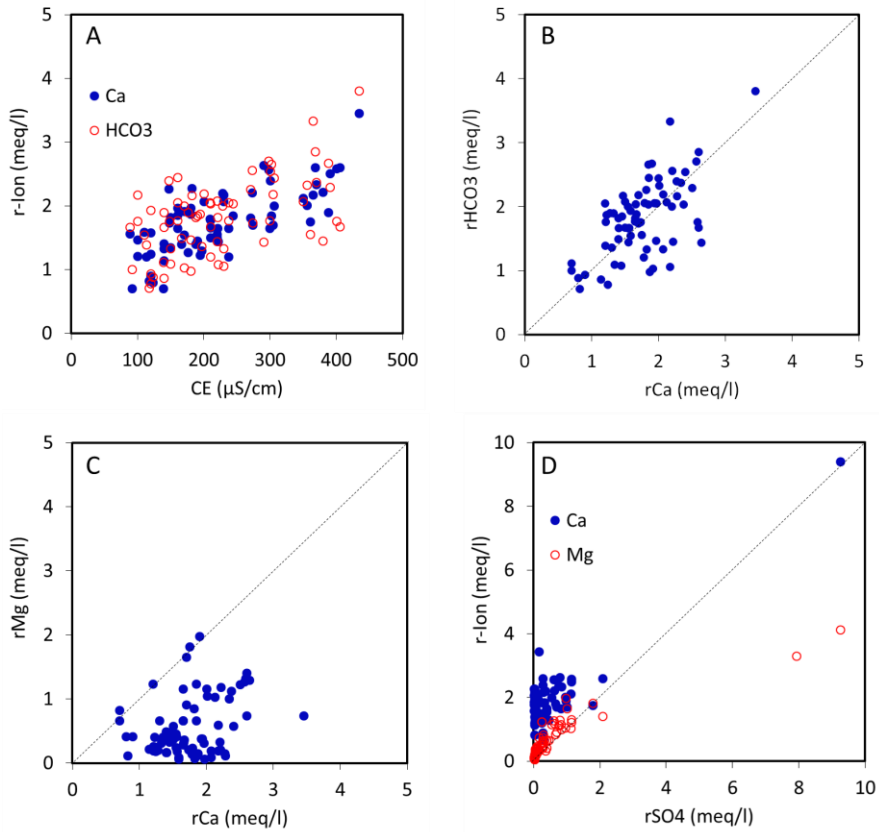 A
Ca
HCO3
r-Ion (meq/l)
5
4
3
2
1
0
0 100 200 300 400 500
CE (µS/cm)
B
rHCO3 (meq/l)
5
4
3
2
1
0
0 1 2 3 4 5
rCa (meq/l)
C
rMg (meq/l)
5
4
3
2
1
0
0 1 2 3 4 5
rCa (meq/l)
D
Ca
Mg
r-Ion (meq/l)
10
8
6
4
2
0
0 2 4 6 8 10
rSO4 (meq/l)